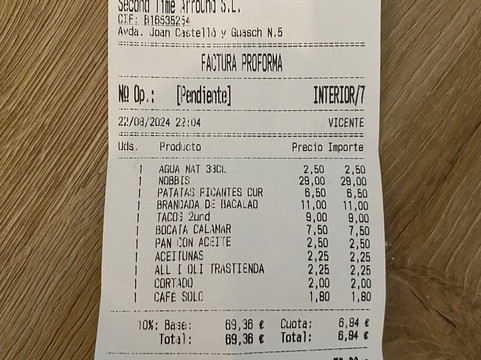 Second Time Arround S.L.
CIF: B16535264
Avda. Joan Castelló y Guasch N.5
FACTURA PROFORMA
Nº Op.: [Pendiente] INTERIOR/7
22/08/2024 22:04 VICENTE
Uds. Producto Precio Importe
1 AGUA NAT 33CL 2,50 2,50
1 NOBBIS 29,00 29,00
1 PATATAS PICANTES CUR 6,50 6,50
1 BRANDADA DE BACALAO 11,00 11,00
1 TACOS 2und 9,00 9,00
1 BOCATA CALAMAR 7,50 7,50
1 PAN CON ACEITE 2,50 2,50
1 ACEITUNAS 2,25 2,25
1 ALL I OLI TRASTIENDA 2,25 2,25
1 CORTADO 2,00 2,00
1 CAFE SOLO 1,80 1,80
10%: Base: 69,36 € Cuota: 6,94 €
Total: 69,36 € Total: 6,94 €